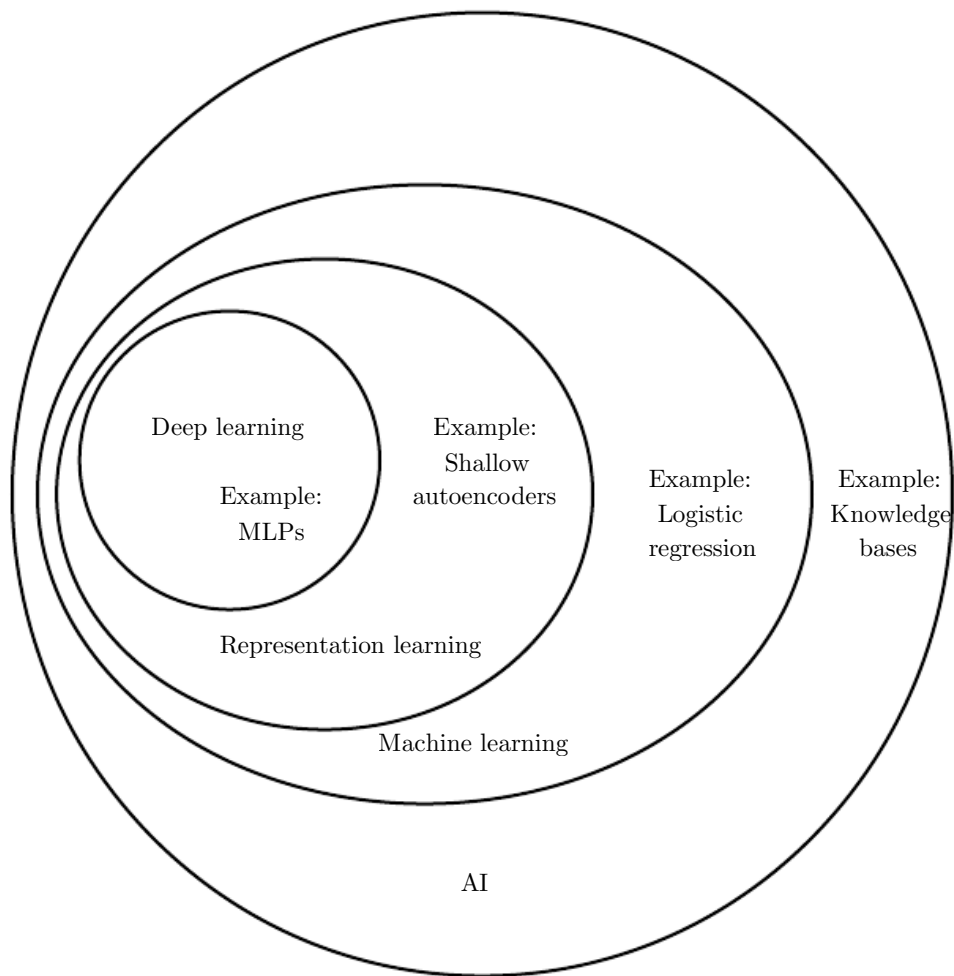 Deep learning
Example:
MLPs
Example:
Shallow
autoencoders
Example:
Logistic
regression
Example:
Knowledge
bases
Representation learning
Machine learning
AI